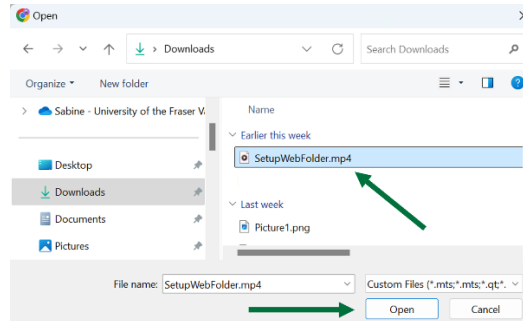 Open
Downloads
Search Downloads
Organize
New folder
Sabine - University of the Fraser V
Name
Earlier this week
SetupWebFolder.mp4
Desktop
Downloads
Last week
Documents
Picture1.png
Pictures
File name: SetupWebFolder.mp4
Custom Files (*.mts;*.mts;*.qt;*.
Open
Cancel